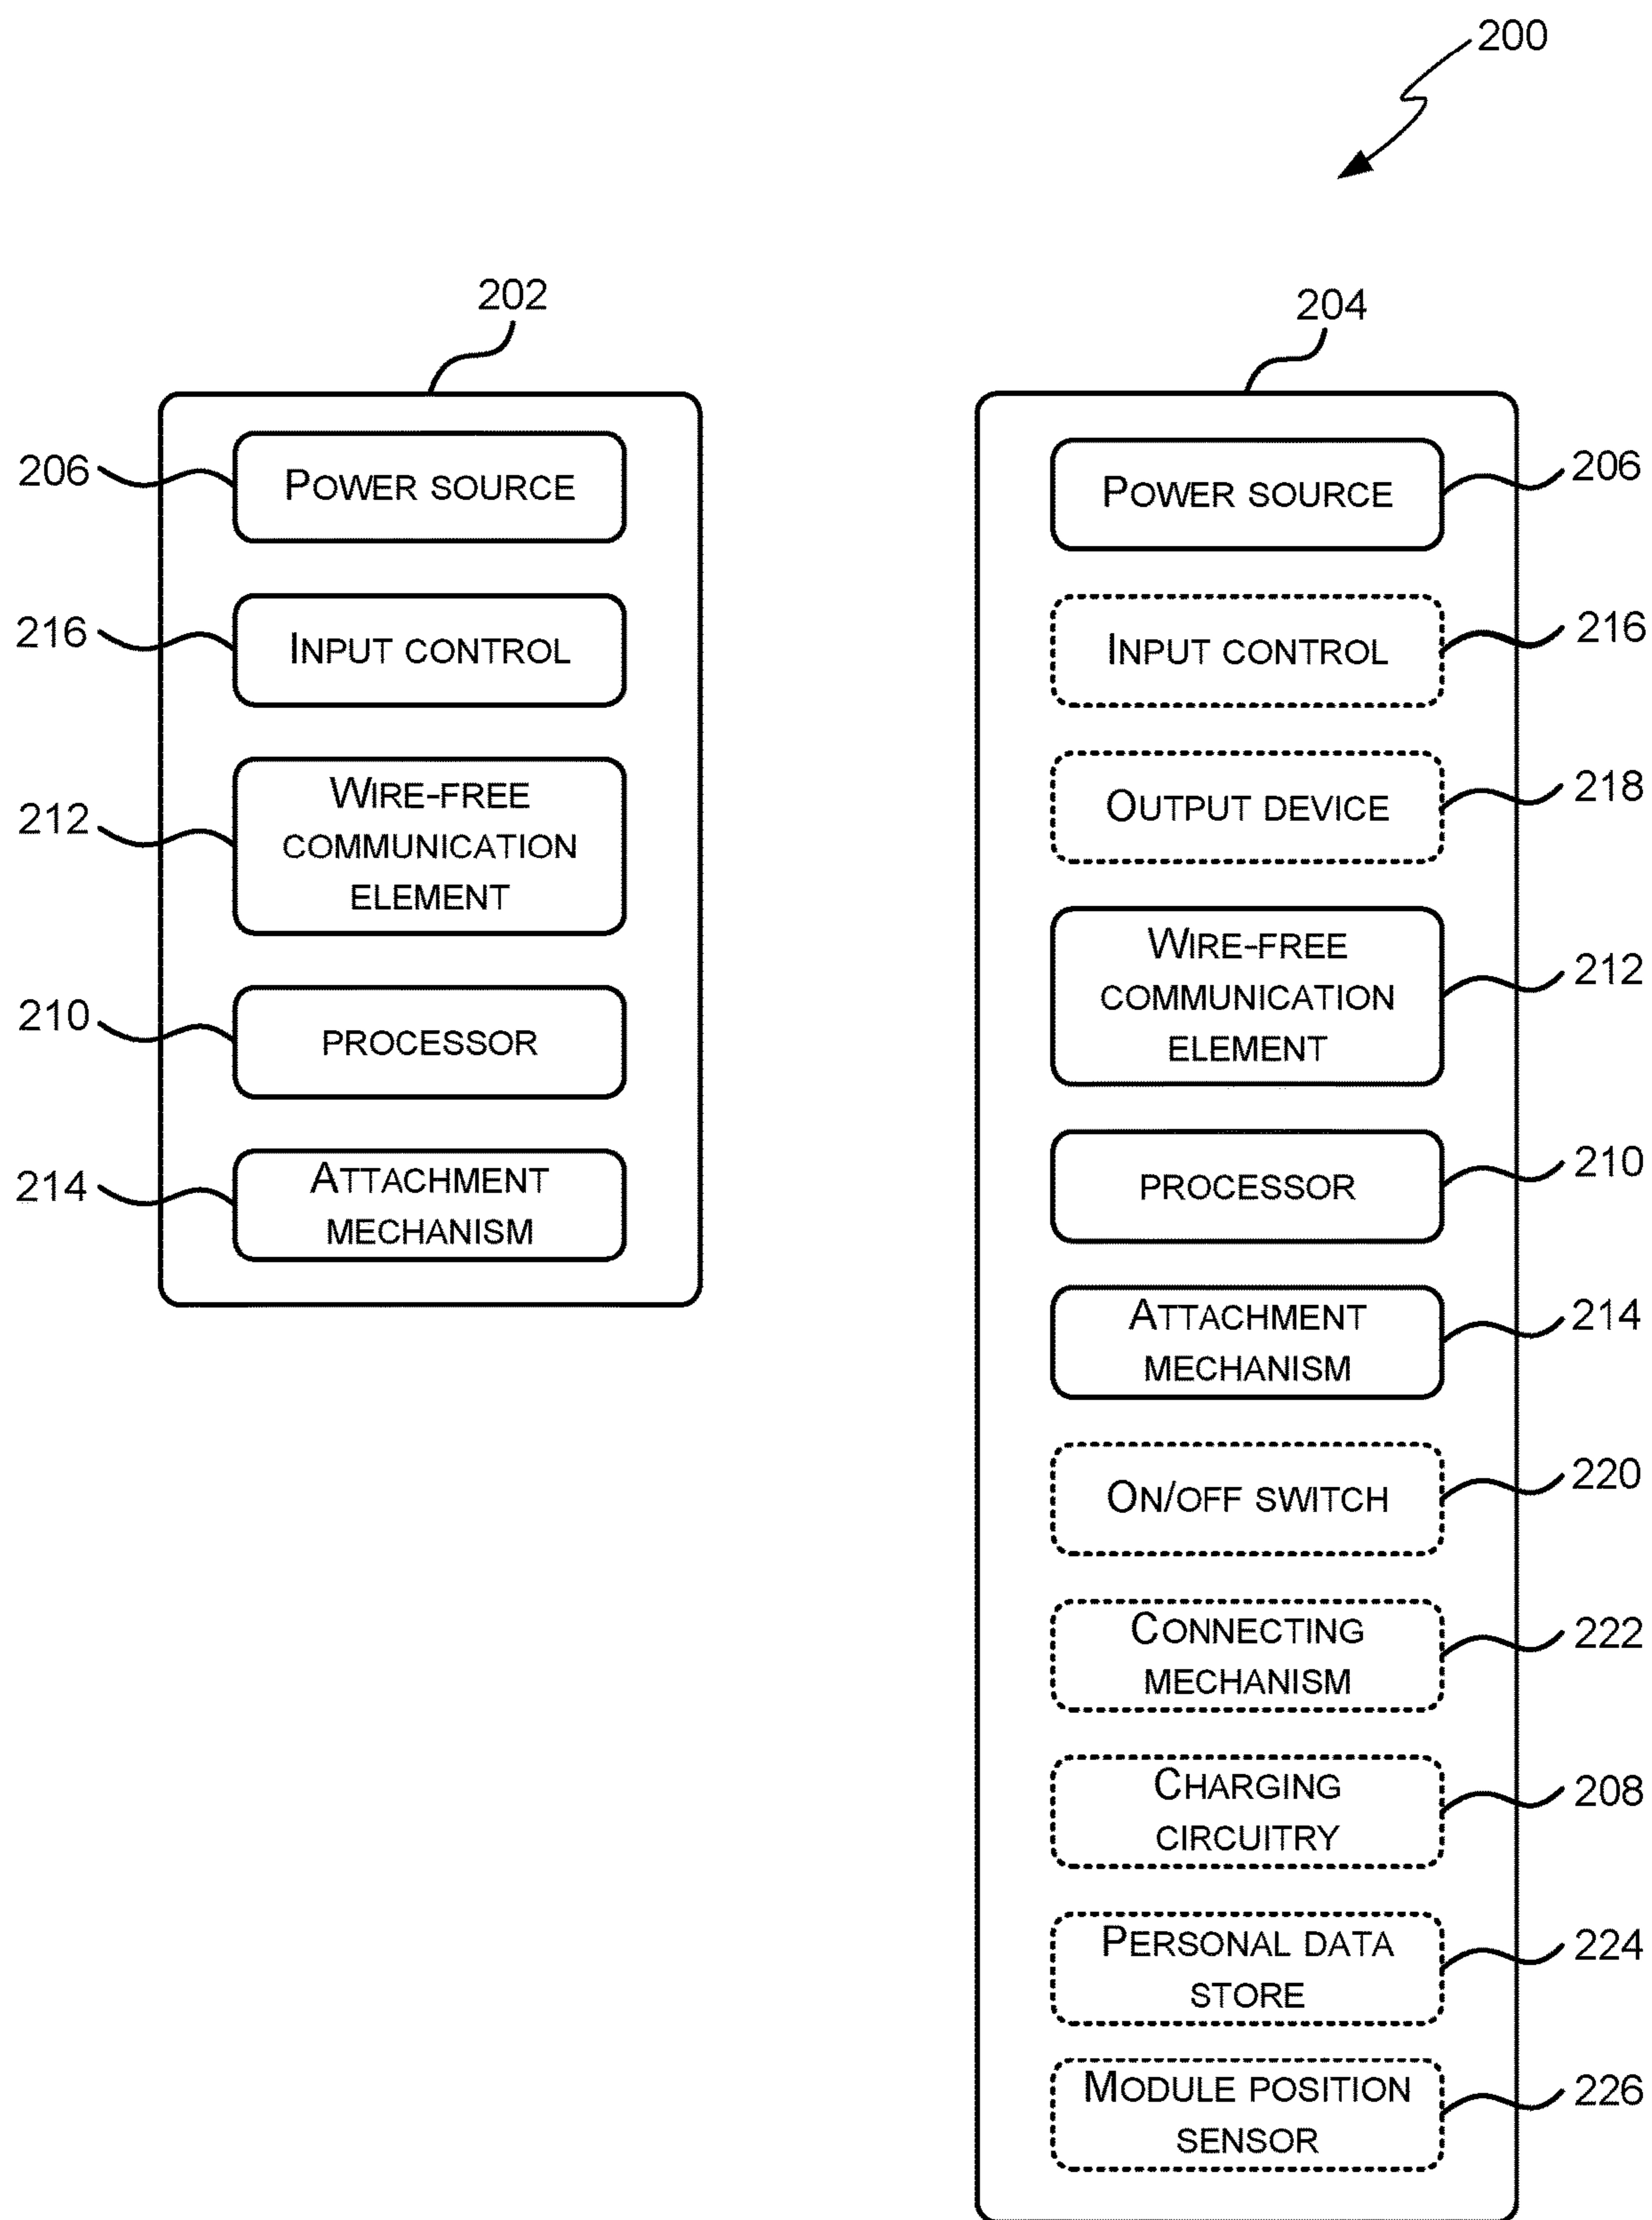 200
202
206
POWER SOURCE
216
INPUT CONTROL
212
WIRE-FREE
COMMUNICATION
ELEMENT
210
PROCESSOR
214
ATTACHMENT
MECHANISM
204
POWER SOURCE
206
INPUT CONTROL
216
OUTPUT DEVICE
218
WIRE-FREE
COMMUNICATION
ELEMENT
212
PROCESSOR
210
ATTACHMENT
MECHANISM
214
ON/OFF SWITCH
220
CONNECTING
MECHANISM
222
CHARGING
CIRCUITRY
208
PERSONAL DATA
STORE
224
MODULE POSITION
SENSOR
226